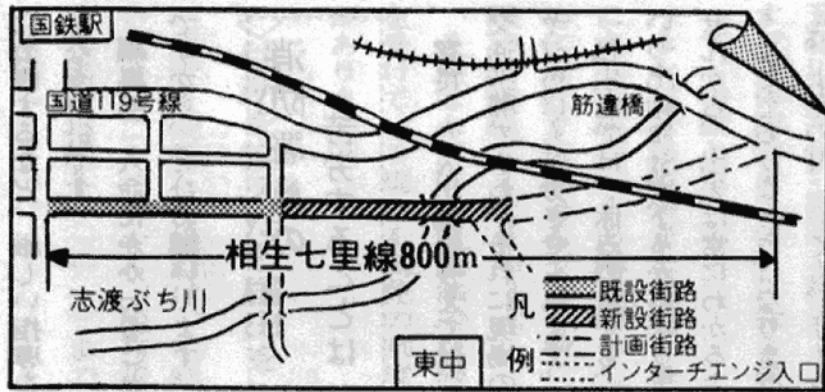 国鉄駅
国道119号線
筋違橋
相生七里線800m
志渡ぶち川
東中
凡例
既設街路
新設街路
計画街路
インターチエンジ入口